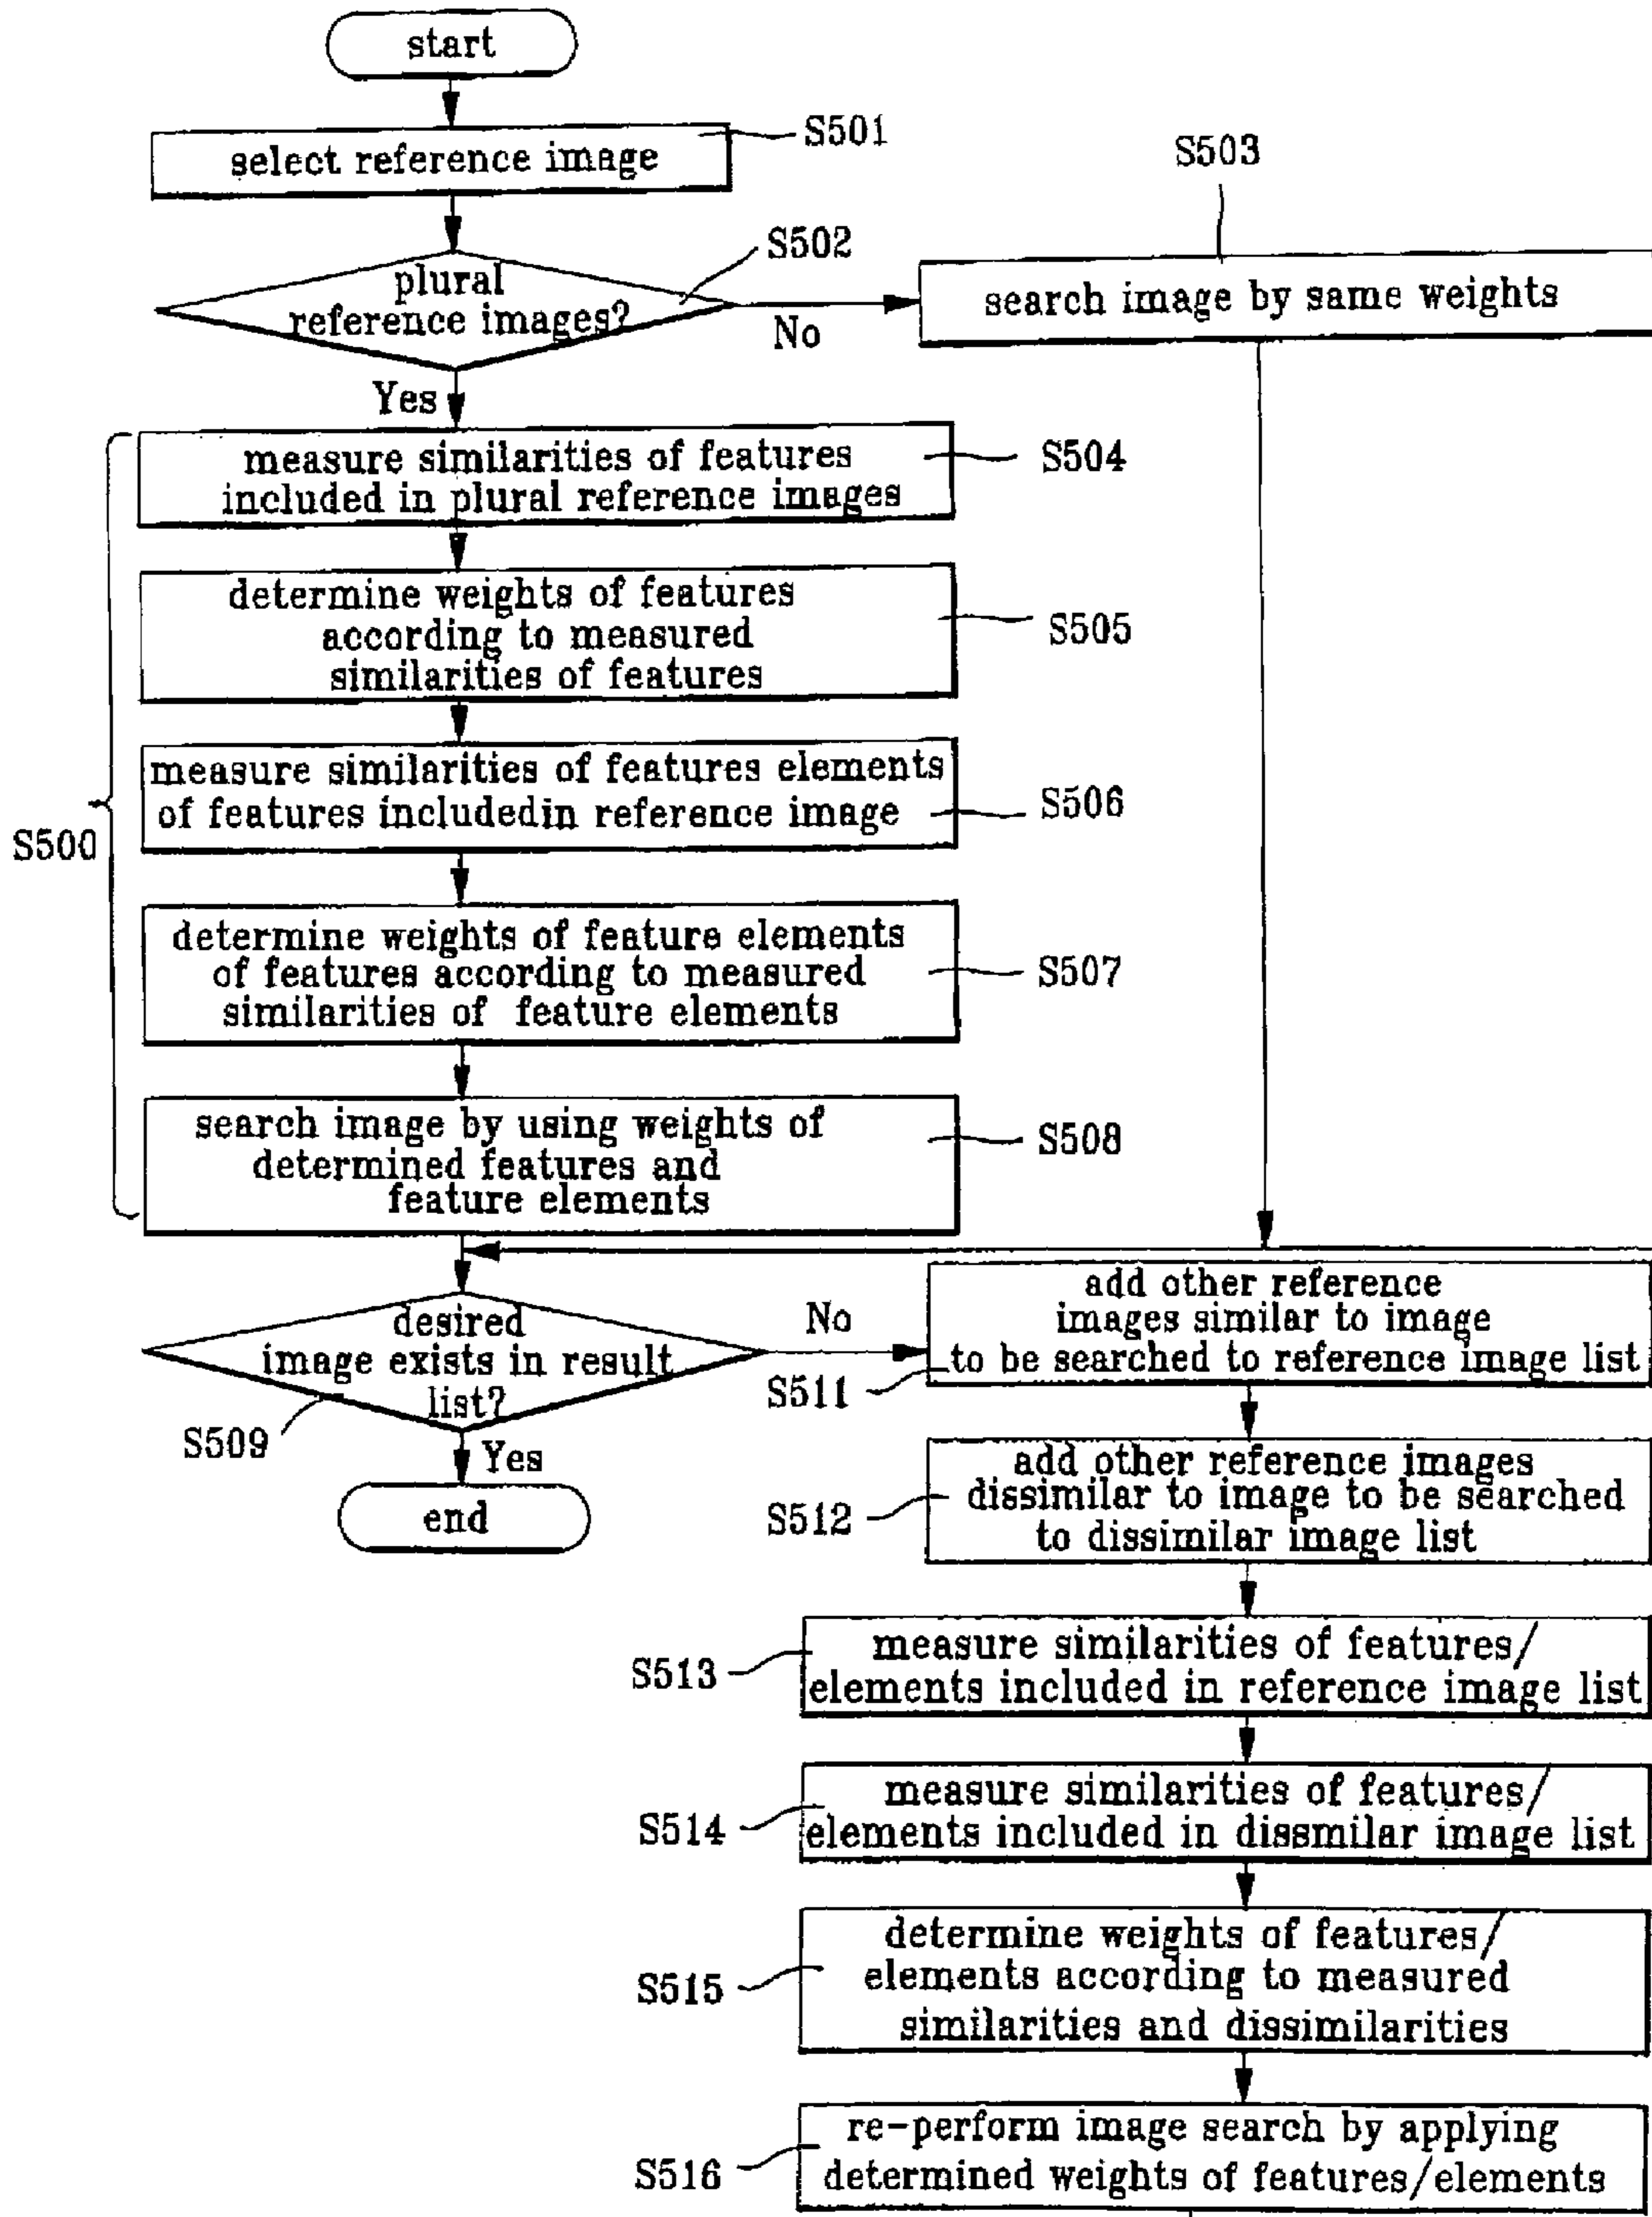 start
select reference image
S501
plural
reference images?
S502
No
S503
search image by same weights
Yes
measure similarities of features
included in plural reference images
S504
determine weights of features
according to measured
similarities of features
S505
measure similarities of features elements
of features includedin reference image
S506
S500
determine weights of feature elements
of features according to measured
similarities of feature elements
S507
search image by using weights of
determined features and
feature elements
S508
desired
image exists in result
list?
S509
No
Yes
end
add other reference
images similar to image
to be searched to reference image list
S511
add other reference images
dissimilar to image to be searched
to dissimilar image list
S512
measure similarities of features/
elements included in reference image list
S513
measure similarities of features/
elements included in dissmilar image list
S514
determine weights of features/
elements according to measured
similarities and dissimilarities
S515
re-perform image search by applying
determined weights of features/elements
S516